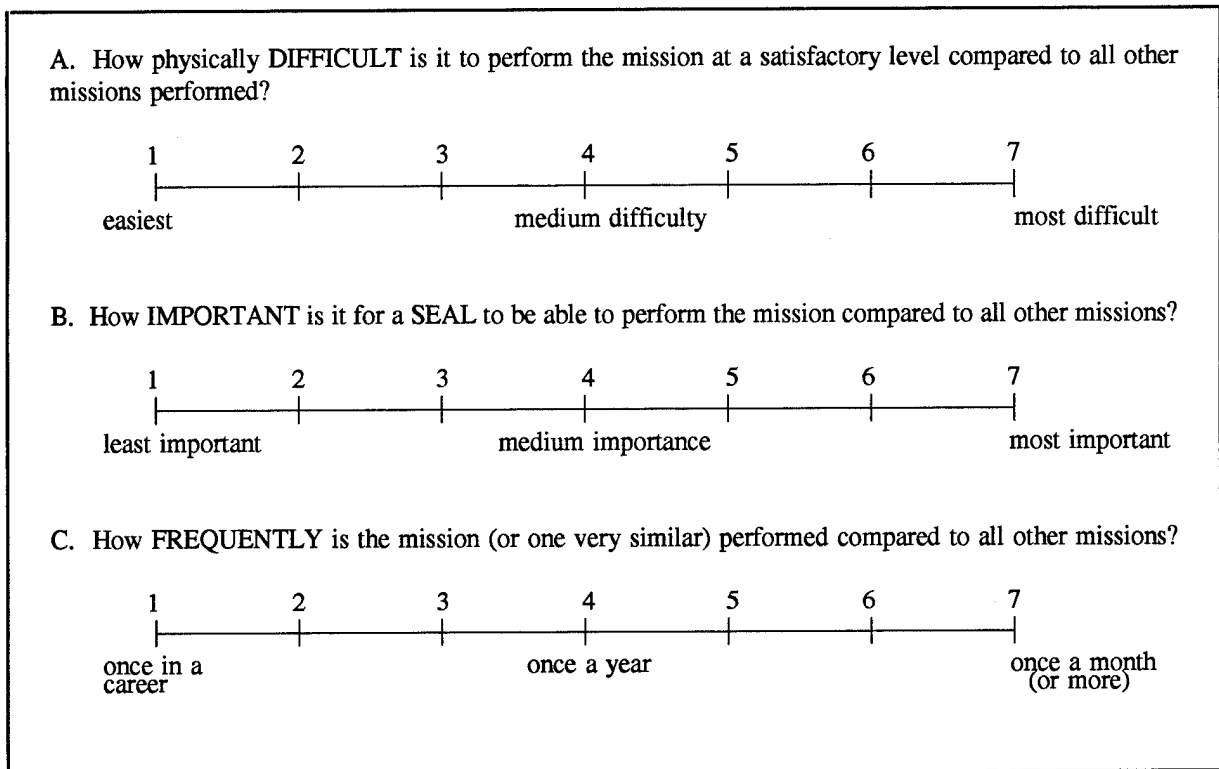 A. How physically DIFFICULT is it to perform the mission at a satisfactory level compared to all other
missions performed?
1 2 3 4 5 6 7
easiest medium difficulty most difficult
B. How IMPORTANT is it for a SEAL to be able to perform the mission compared to all other missions?
1 2 3 4 5 6 7
least important medium importance most important
C. How FREQUENTLY is the mission (or one very similar) performed compared to all other missions?
1 2 3 4 5 6 7
once in a once a year once a month
career (or more)